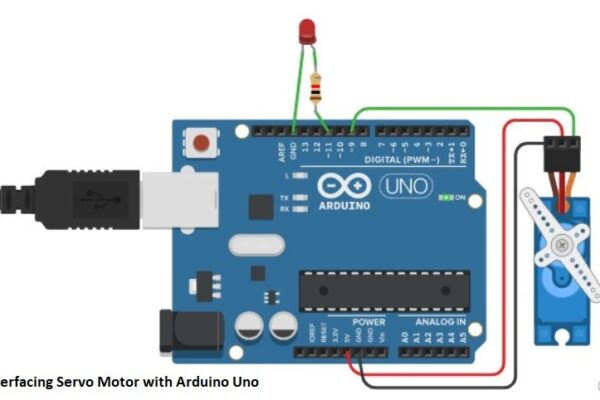 AREF
GND
13
12
~11
~10
~9
8
7
~6
~5
4
~3
2
TX→1
RX←0
DIGITAL (PWM~)
L
TX
RX
UNO
ARDUINO
ON
POWER
ANALOG IN
IOREF
RESET
3.3V
5V
GND
GND
Vin
A0
A1
A2
A3
A4
A5
erfacing Servo Motor with Arduino Uno